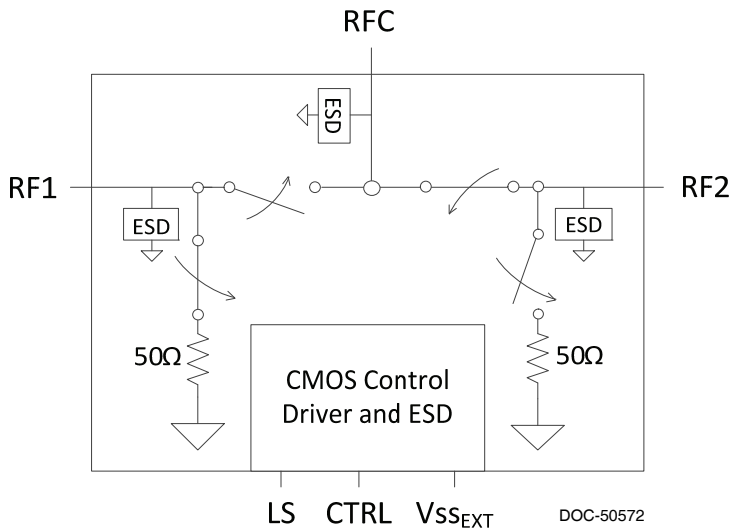 RFC
ESD
RF1
RF2
ESD
ESD
50Ω
50Ω
CMOS Control
Driver and ESD
LS CTRL VssEXT
DOC-50572